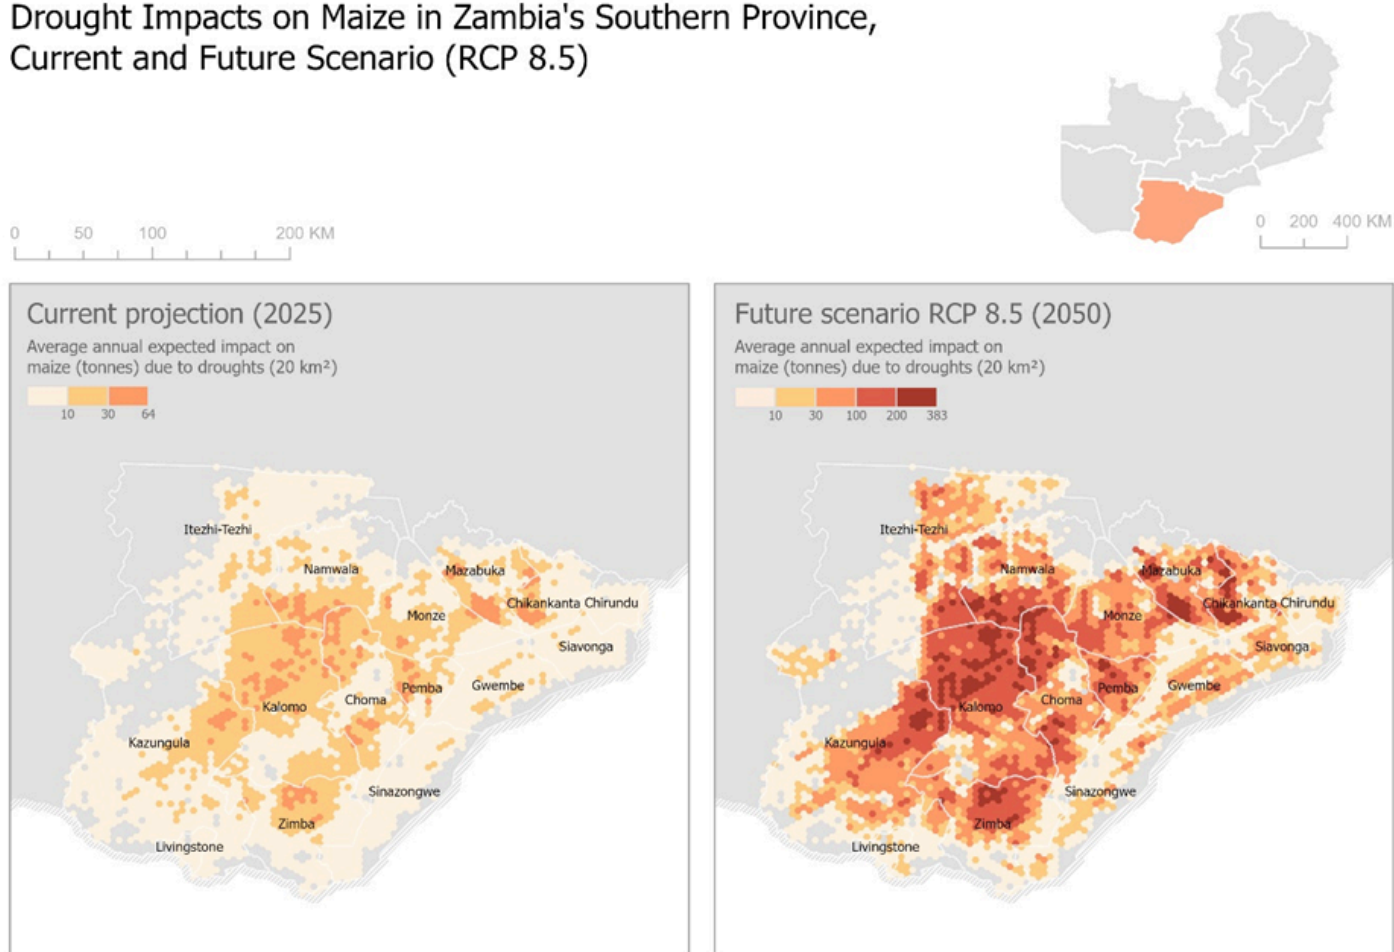 Drought Impacts on Maize in Zambia's Southern Province,
Current and Future Scenario (RCP 8.5)
0 50 100 200 KM
0 200 400 KM
Current projection (2025)
Average annual expected impact on
maize (tonnes) due to droughts (20 km²)
10 30 64
Itezhi-Tezhi
Namwala
Mazabuka
Chikankanta Chirundu
Monze
Siavonga
Pemba
Gwembe
Choma
Kalomo
Kazungula
Sinazongwe
Zimba
Livingstone
Future scenario RCP 8.5 (2050)
Average annual expected impact on
maize (tonnes) due to droughts (20 km²)
10 30 100 200 383
Itezhi-Tezhi
Namwala
Mazabuka
Chikankanta Chirundu
Monze
Siavonga
Pemba
Gwembe
Choma
Kalomo
Kazungula
Sinazongwe
Zimba
Livingstone